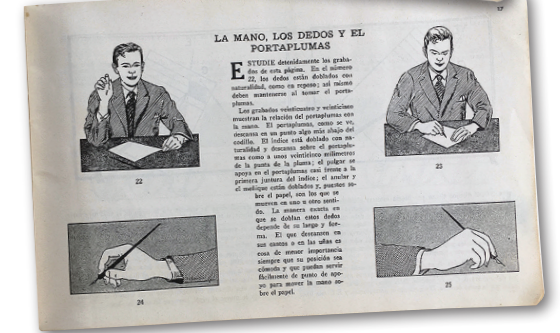 17
LA MANO, LOS DEDOS Y EL
PORTAPLUMAS
ESTUDIE detenidamente los graba-
dos de esta página. En el número
22, los dedos están doblados con
naturalidad, como en reposo; así mismo
deben mantenerse al tomar el porta-
plumas.
Los grabados veinticuatro y veinticinco
muestran la relación del portaplumas con
la mano. El portaplumas, como se ve,
descansa en un punto algo más abajo del
nudillo. El índice está doblado con na-
turalidad y descansa sobre el portaplu-
mas como a unos veinticinco milímetros
de la punta de la pluma; el pulgar se
apoya en el portaplumas casi frente a la
primera juntura del índice; el anular y
el meñique están doblados y, puestos so-
bre el papel, son los que se
mueven en uno u otro senti-
do. La manera exacta en
que se doblan estos dedos
depende de su largo y for-
ma. El que descansen en
sus costos o en las uñas es
cosa de menor importancia
siempre que su posición sea
cómoda y que puedan servir
fácilmente de punto de apo-
yo para mover la mano so-
bre el papel.
22
23
24
25